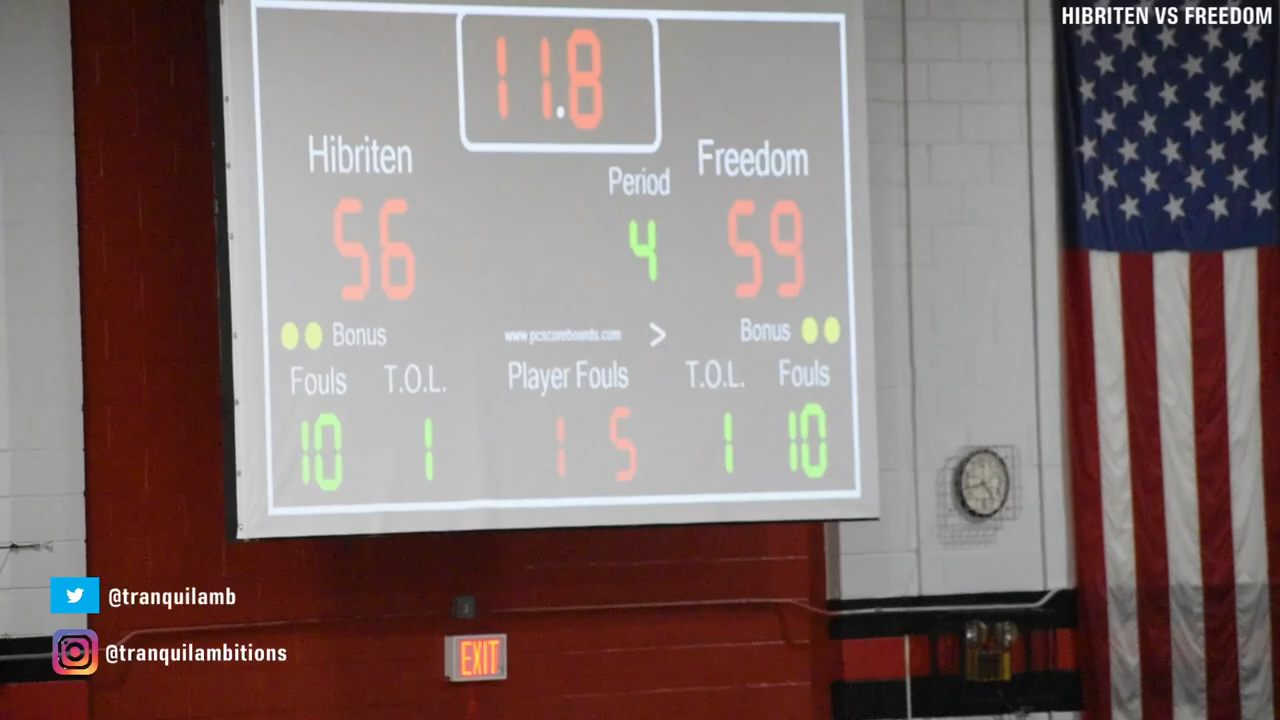 HIBRITEN VS FREEDOM
11.8
Hibriten
Period
Freedom
56
4
59
Bonus
www.pcscoreboards.com
>
Bonus
Fouls T.O.L. Player Fouls T.O.L. Fouls
10 1 1 5 1 10
@tranquilamb
@tranquilambitions
EXIT